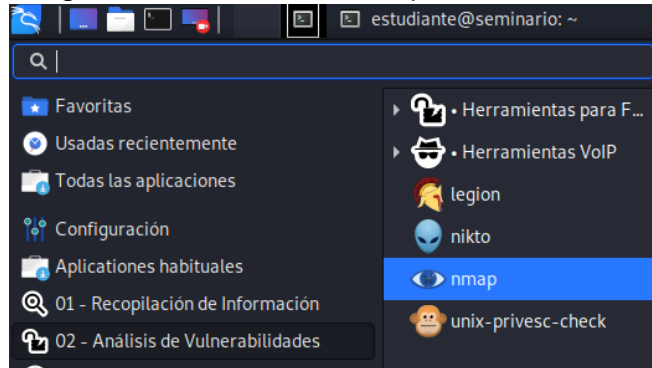 estudiante@seminario: ~
Favoritas
Usadas recientemente
Todas las aplicaciones
Configuración
Aplicationes habituales
01 - Recopilación de Información
02 - Análisis de Vulnerabilidades
• Herramientas para F...
• Herramientas VoIP
legion
nikto
nmap
unix-privesc-check